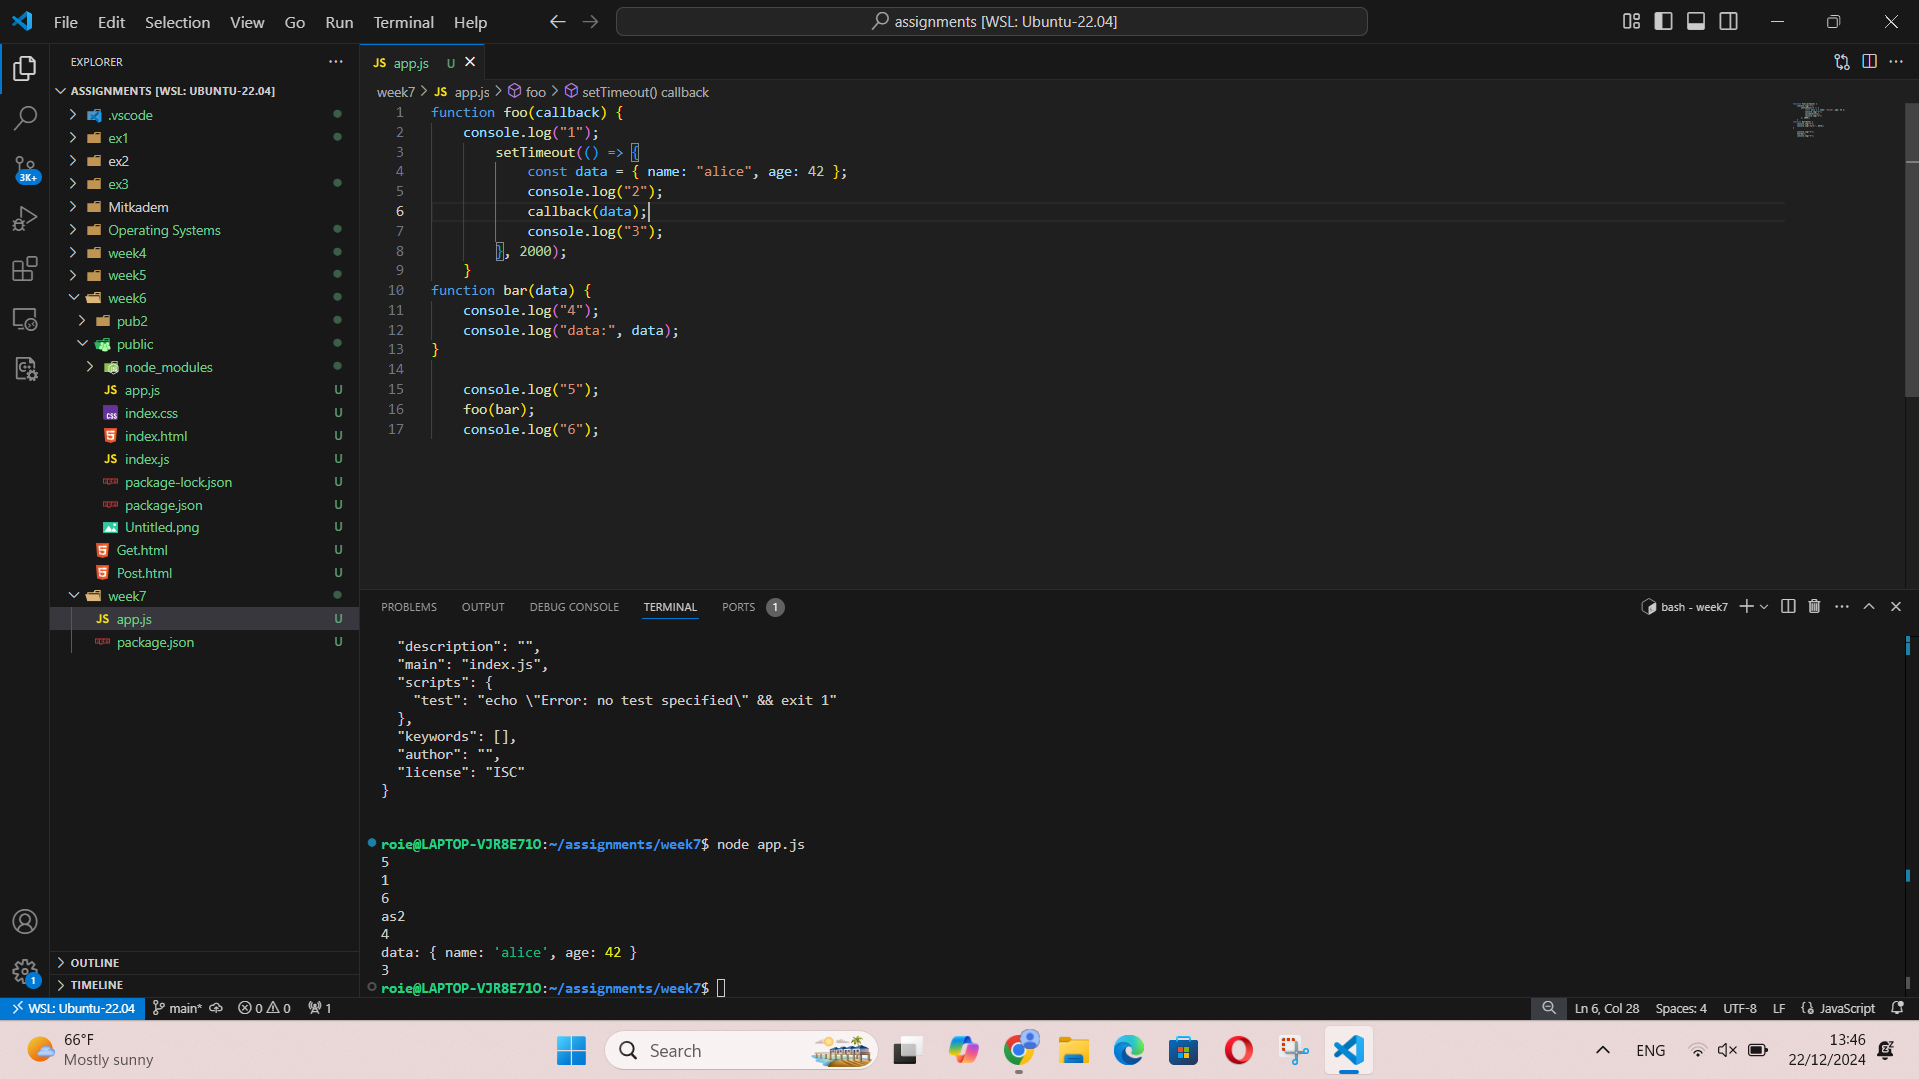 File Edit Selection View Go Run Terminal Help
assignments [WSL: Ubuntu-22.04]
EXPLORER
ASSIGNMENTS [WSL: UBUNTU-22.04]
.vscode
ex1
ex2
ex3
Mitkadem
Operating Systems
week4
week5
week6
pub2
public
node_modules
JS app.js U
CSS index.css U
index.html U
JS index.js U
package-lock.json U
package.json U
Untitled.png U
Get.html U
Post.html U
week7
JS app.js U
package.json U
OUTLINE
TIMELINE
3K+
1
JS app.js U
week7 > JS app.js > foo > setTimeout() callback
1 function foo(callback) {
2 console.log("1");
3 setTimeout(() => {
4 const data = { name: "alice", age: 42 };
5 console.log("2");
6 callback(data);
7 console.log("3");
8 }, 2000);
9 }
10 function bar(data) {
11 console.log("4");
12 console.log("data:", data);
13 }
14
15 console.log("5");
16 foo(bar);
17 console.log("6");
PROBLEMS OUTPUT DEBUG CONSOLE TERMINAL PORTS 1
bash - week7
"description": "",
"main": "index.js",
"scripts": {
"test": "echo \"Error: no test specified\" && exit 1"
},
"keywords": [],
"author": "",
"license": "ISC"
}
roie@LAPTOP-VJR8E71O:~/assignments/week7$ node app.js
5
1
6
as2
4
data: { name: 'alice', age: 42 }
3
roie@LAPTOP-VJR8E71O:~/assignments/week7$
WSL: Ubuntu-22.04 main* 0 0 1
Ln 6, Col 28 Spaces: 4 UTF-8 LF JavaScript
66°F
Mostly sunny
Search
ENG
13:46
22/12/2024